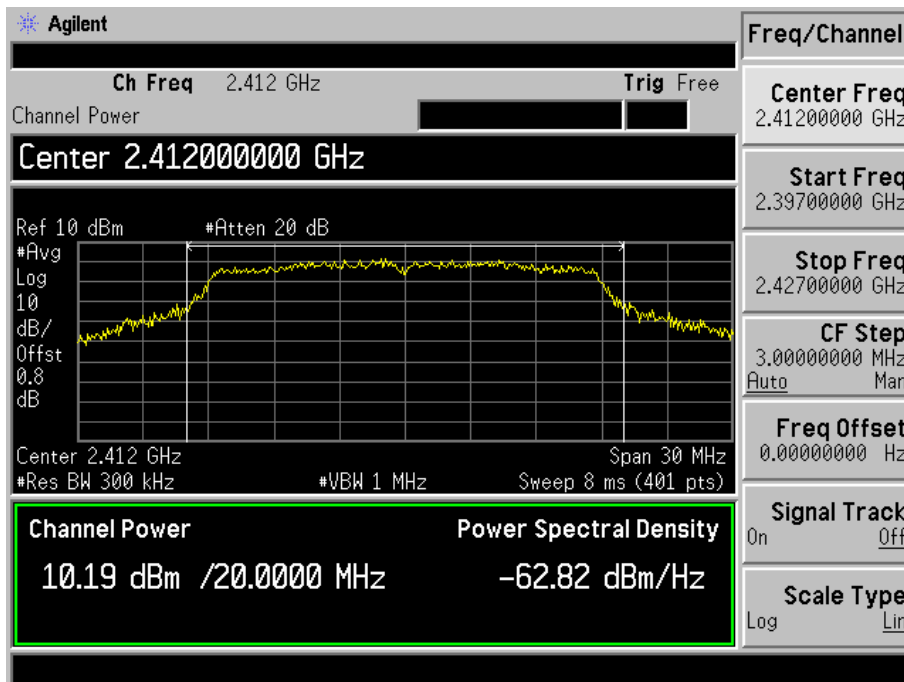 Agilent
Freq/Channel
Ch Freq 2.412 GHz Trig Free
Channel Power
Center 2.412000000 GHz
Ref 10 dBm #Atten 20 dB
#Avg
Log
10
dB/
Offst
0.8
dB
Center 2.412 GHz Span 30 MHz
#Res BW 300 kHz #VBW 1 MHz Sweep 8 ms (401 pts)
Channel Power Power Spectral Density
10.19 dBm /20.0000 MHz -62.82 dBm/Hz
Center Freq
2.41200000 GHz
Start Freq
2.39700000 GHz
Stop Freq
2.42700000 GHz
CF Step
3.00000000 MHz
Auto Man
Freq Offset
0.00000000 Hz
Signal Track
On Off
Scale Type
Log Lin